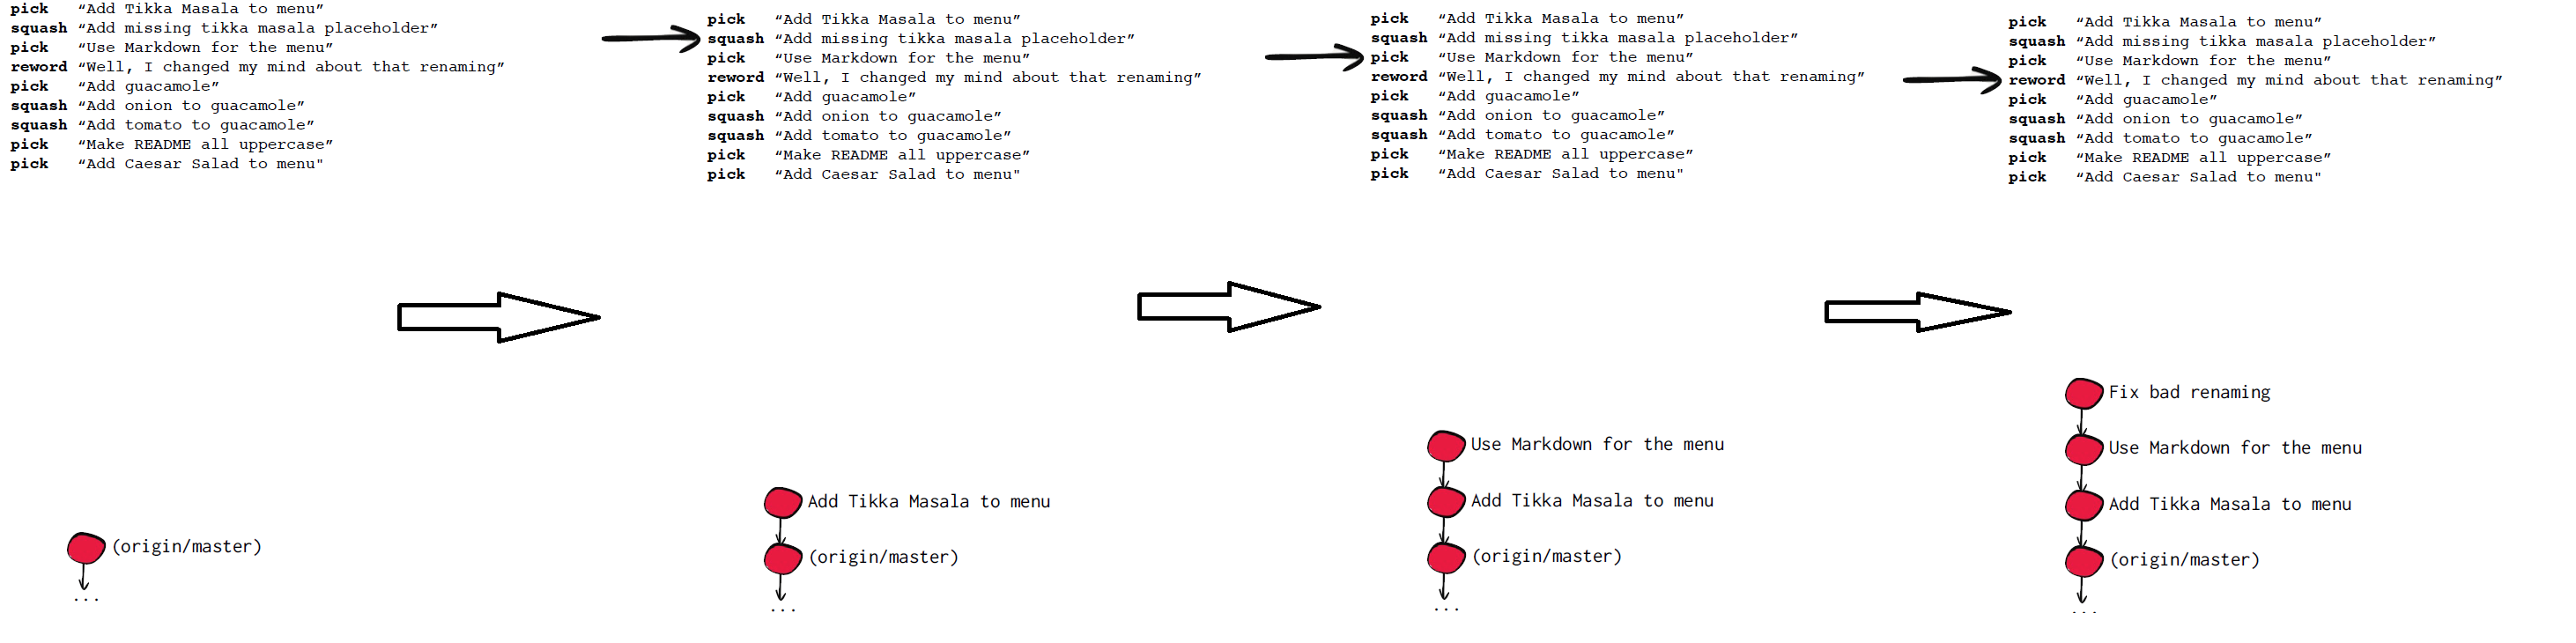 pick “Add Tikka Masala to menu”
squash “Add missing tikka masala placeholder”
pick “Use Markdown for the menu”
reword “Well, I changed my mind about that renaming”
pick “Add guacamole”
squash “Add onion to guacamole”
squash “Add tomato to guacamole”
pick “Make README all uppercase”
pick “Add Caesar Salad to menu"
(origin/master)
...
pick “Add Tikka Masala to menu”
squash “Add missing tikka masala placeholder”
pick “Use Markdown for the menu”
reword “Well, I changed my mind about that renaming”
pick “Add guacamole”
squash “Add onion to guacamole”
squash “Add tomato to guacamole”
pick “Make README all uppercase”
pick “Add Caesar Salad to menu"
Add Tikka Masala to menu
(origin/master)
...
pick “Add Tikka Masala to menu”
squash “Add missing tikka masala placeholder”
pick “Use Markdown for the menu”
reword “Well, I changed my mind about that renaming”
pick “Add guacamole”
squash “Add onion to guacamole”
squash “Add tomato to guacamole”
pick “Make README all uppercase”
pick “Add Caesar Salad to menu"
Use Markdown for the menu
Add Tikka Masala to menu
(origin/master)
...
pick “Add Tikka Masala to menu”
squash “Add missing tikka masala placeholder”
pick “Use Markdown for the menu”
reword “Well, I changed my mind about that renaming”
pick “Add guacamole”
squash “Add onion to guacamole”
squash “Add tomato to guacamole”
pick “Make README all uppercase”
pick “Add Caesar Salad to menu"
Fix bad renaming
Use Markdown for the menu
Add Tikka Masala to menu
(origin/master)
...